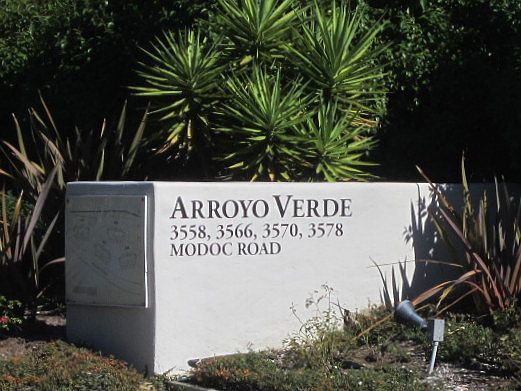 ARROYO VERDE
3558, 3566, 3570, 3578
MODOC ROAD